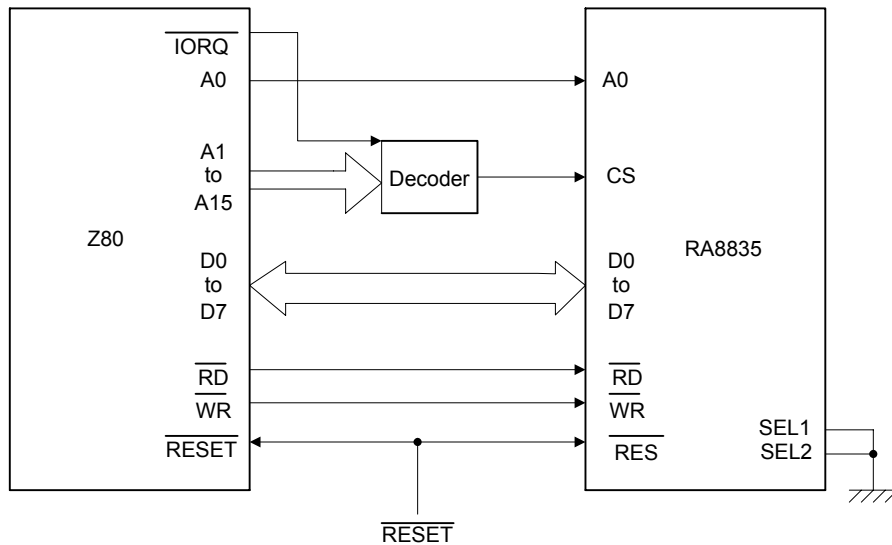 IORQ
A0
A1
to
A15
Z80
D0
to
D7
RD
WR
RESET
Decoder
RESET
A0
CS
RA8835
D0
to
D7
RD
WR
RES
SEL1
SEL2